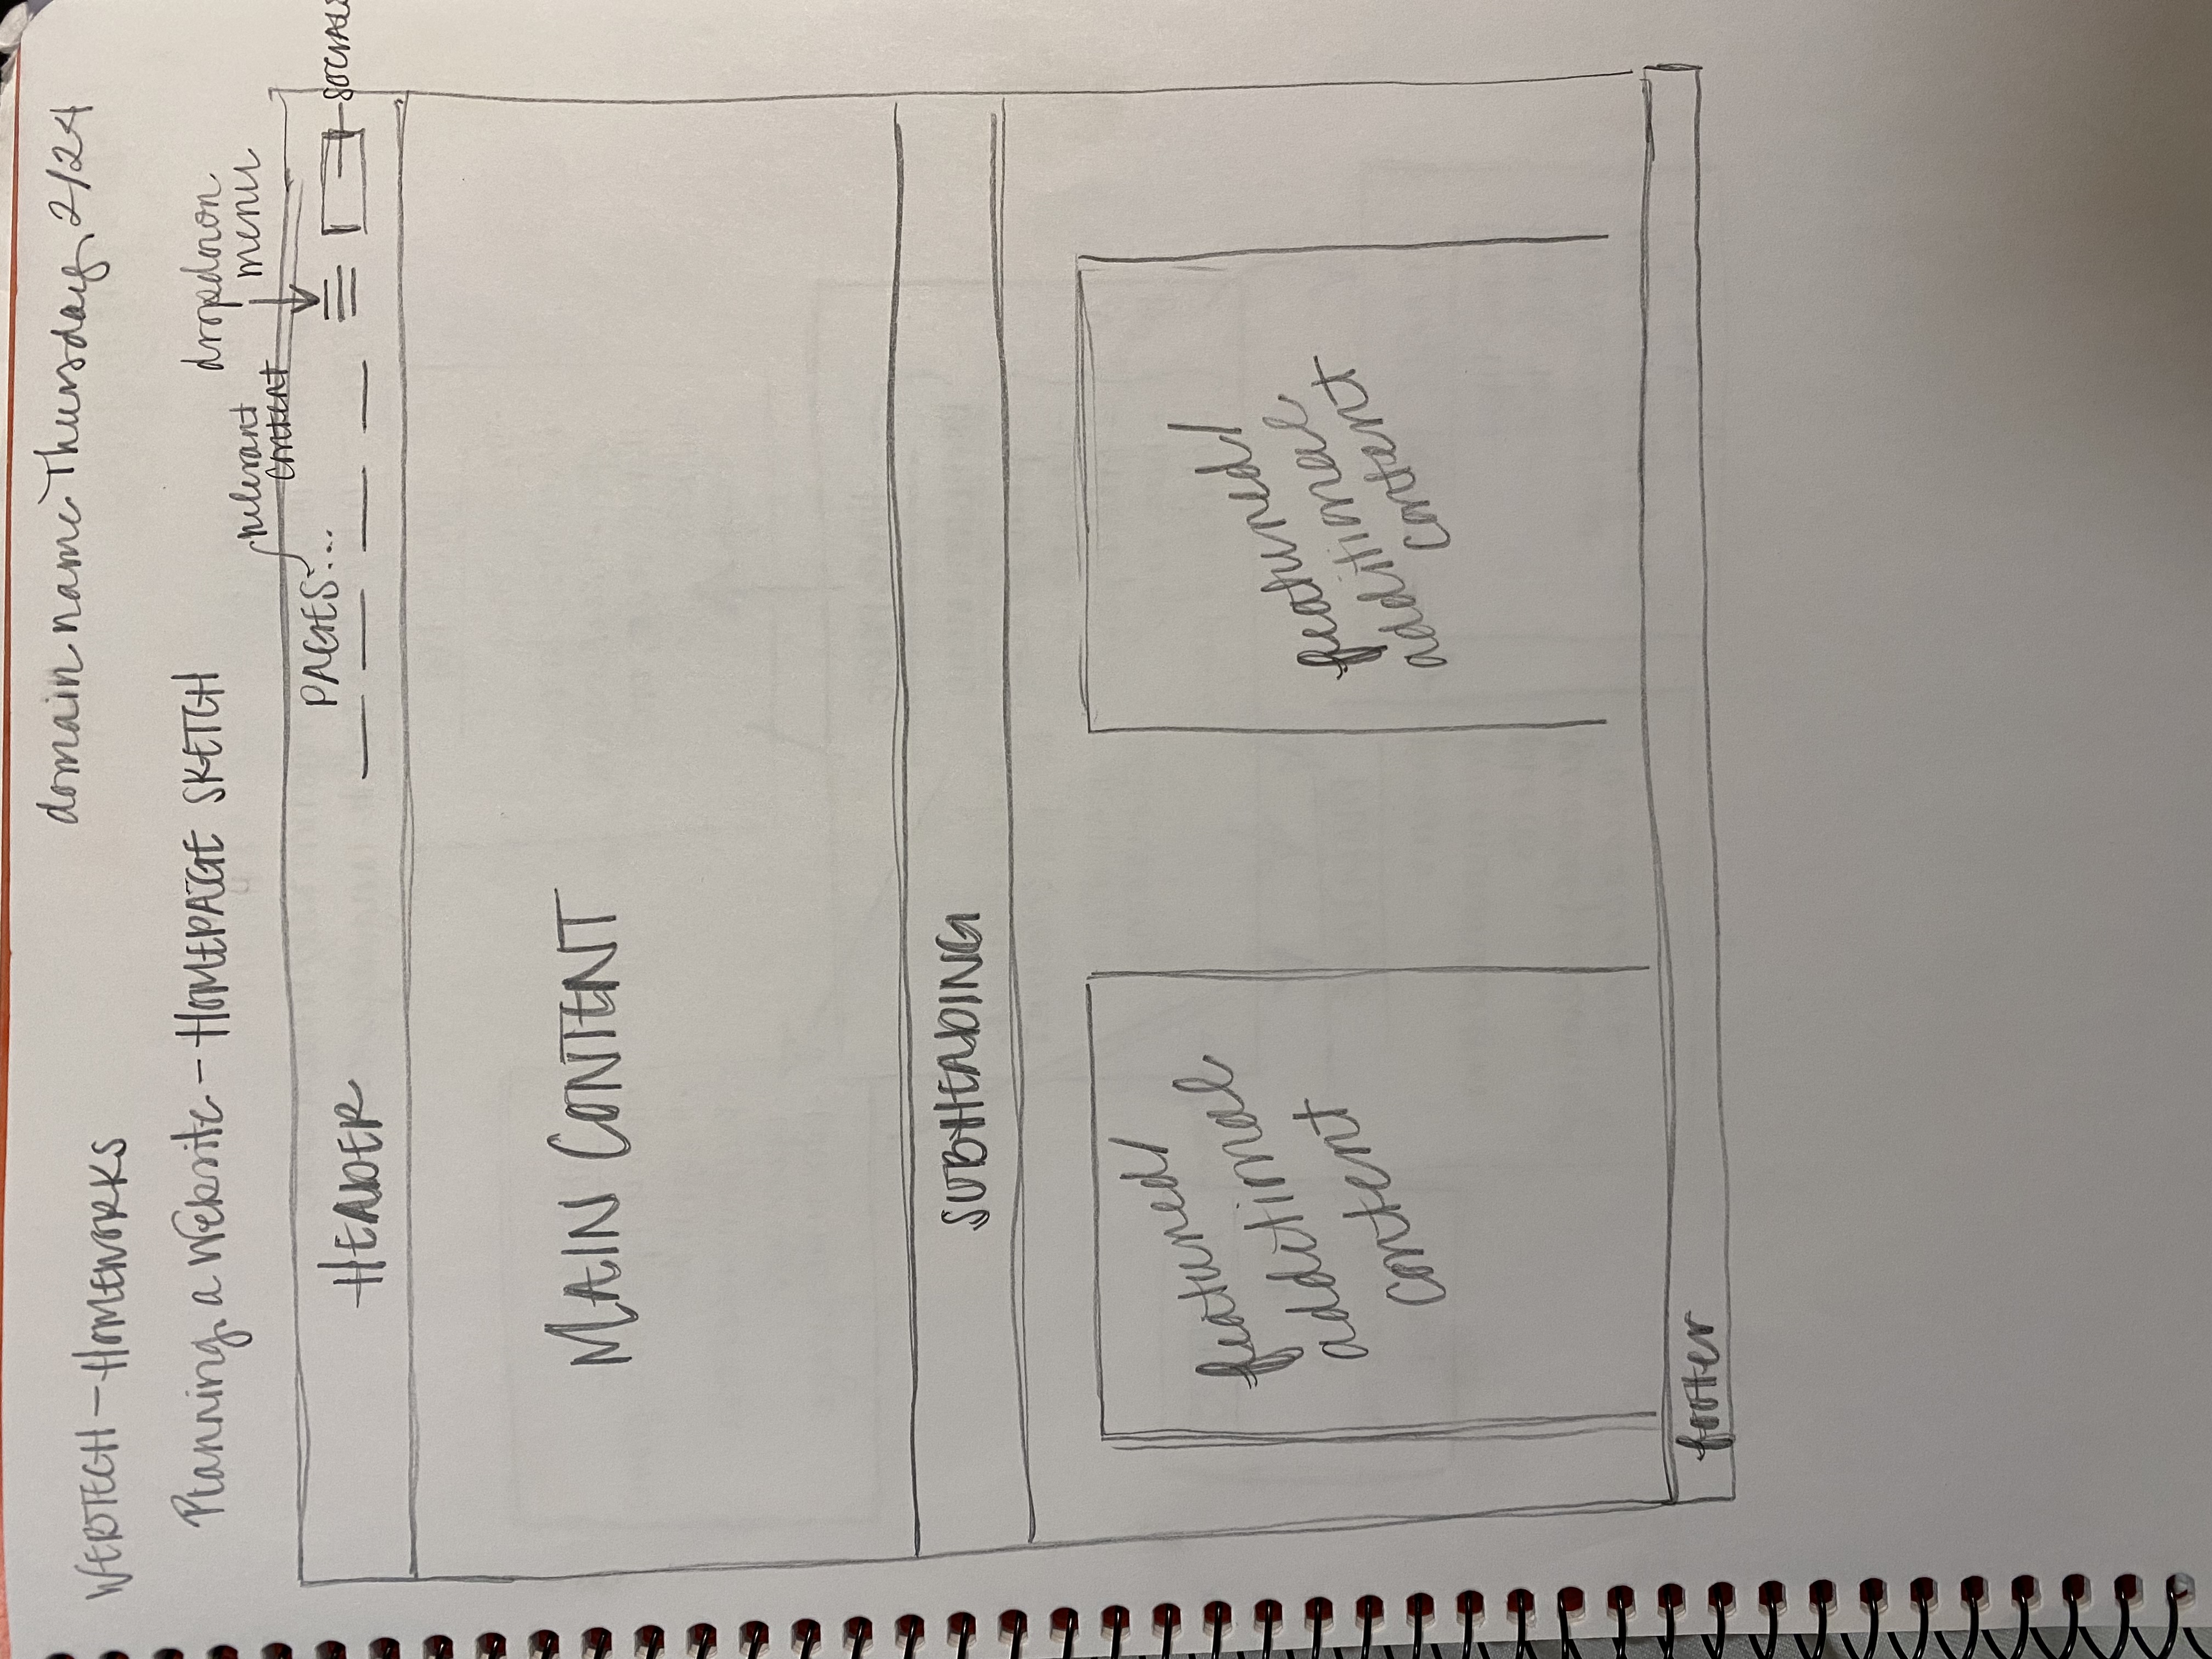 domain name Thursday, 2/24
WEBTECH - HOMEWORKS
Planning a Website - HOMEPAGE SKETCH
dropdown
menu
relevant
content
PAGES...
HEADER
SOCIALS
MAIN CONTENT
SUBHEADING
featured/
additional
content
featured/
additional
content
footer